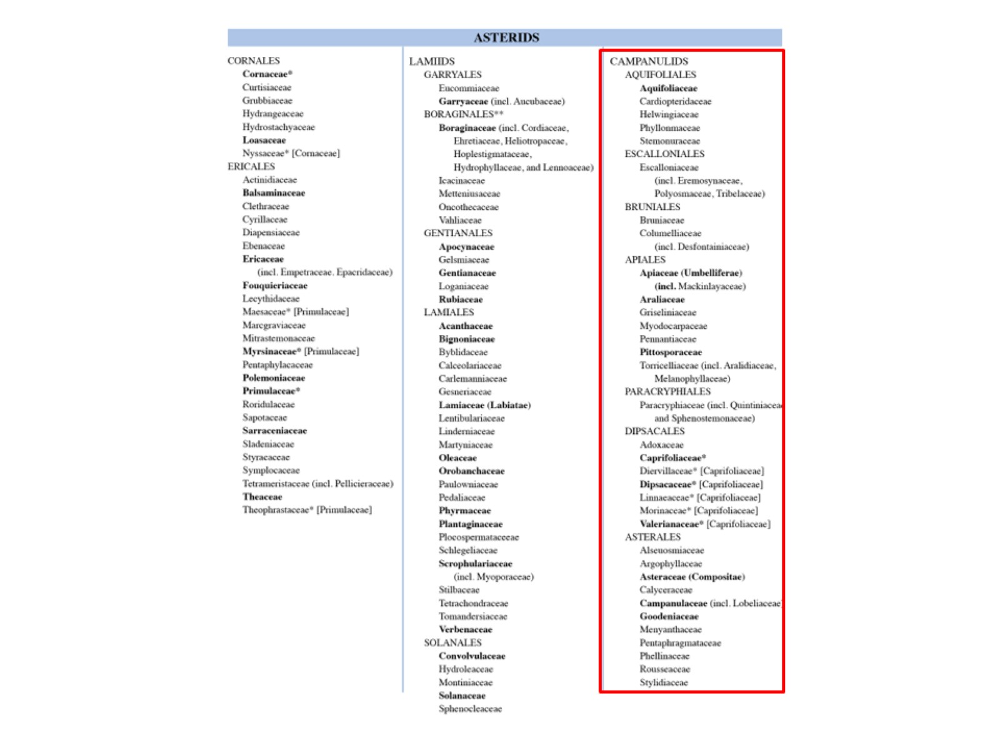 ASTERIDS
CORNALES
Cornaceae*
Curtisiaceae
Grubbiaceae
Hydrangeaceae
Hydrostachyaceae
Loasaceae
Nyssaceae* [Cornaceae]
ERICALES
Actinidiaceae
Balsaminaceae
Clethraceae
Cyrillaceae
Diapensiaceae
Ebenaceae
Ericaceae
(incl. Empetraceae. Epacridaceae)
Fouquieriaceae
Lecythidaceae
Maesaceae* [Primulaceae]
Marcgraviaceae
Mitrastemonaceae
Myrsinaceae* [Primulaceae]
Pentaphylacaceae
Polemoniaceae
Primulaceae*
Roridulaceae
Sapotaceae
Sarraceniaceae
Sladeniaceae
Styracaceae
Symplocaceae
Tetrameristaceae (incl. Pellicieraceae)
Theaceae
Theophrastaceae* [Primulaceae]
LAMIIDS
GARRYALES
Eucommiaceae
Garryaceae (incl. Aucubaceae)
BORAGINALES**
Boraginaceae (incl. Cordiaceae,
Ehretiaceae, Heliotropaceae,
Hoplestigmataceae,
Hydrophyllaceae, and Lennoaceae)
Icacinaceae
Metteniusaceae
Oncothecaceae
Vahliaceae
GENTIANALES
Apocynaceae
Gelsmiaceae
Gentianaceae
Loganiaceae
Rubiaceae
LAMIALES
Acanthaceae
Bignoniaceae
Byblidaceae
Calceolariaceae
Carlemanniaceae
Gesneriaceae
Lamiaceae (Labiatae)
Lentibulariaceae
Linderniaceae
Martyniaceae
Oleaceae
Orobanchaceae
Paulowniaceae
Pedaliaceae
Phyrmaceae
Plantaginaceae
Plocospermataceeae
Schlegeliaceae
Scrophulariaceae
(incl. Myoporaceae)
Stilbaceae
Tetrachondraceae
Tomandersiaceae
Verbenaceae
SOLANALES
Convolvulaceae
Hydroleaceae
Montiniaceae
Solanaceae
Sphenocleaceae
CAMPANULIDS
AQUIFOLIALES
Aquifoliaceae
Cardiopteridaceae
Helwingiaceae
Phyllonmaceae
Stemonuraceae
ESCALLONIALES
Escalloniaceae
(incl. Eremosynaceae,
Polyosmaceae, Tribelaceae)
BRUNIALES
Bruniaceae
Columelliaceae
(incl. Desfontainiaceae)
APIALES
Apiaceae (Umbelliferae)
(incl. Mackinlayaceae)
Araliaceae
Griseliniaceae
Myodocarpaceae
Pennantiaceae
Pittosporaceae
Torricelliaceae (incl. Aralidiaceae,
Melanophyllaceae)
PARACRYPHIALES
Paracryphiaceae (incl. Quintiniaceae
and Sphenostemonaceae)
DIPSACALES
Adoxaceae
Caprifoliaceae*
Diervillaceae* [Caprifoliaceae]
Dipsacaceae* [Caprifoliaceae]
Linnaeaceae* [Caprifoliaceae]
Morinaceae* [Caprifoliaceae]
Valerianaceae* [Caprifoliaceae]
ASTERALES
Alseuosmiaceae
Argophyllaceae
Asteraceae (Compositae)
Calyceraceae
Campanulaceae (incl. Lobeliaceae)
Goodeniaceae
Menyanthaceae
Pentaphragmataceae
Phellinaceae
Rousseaceae
Stylidiaceae